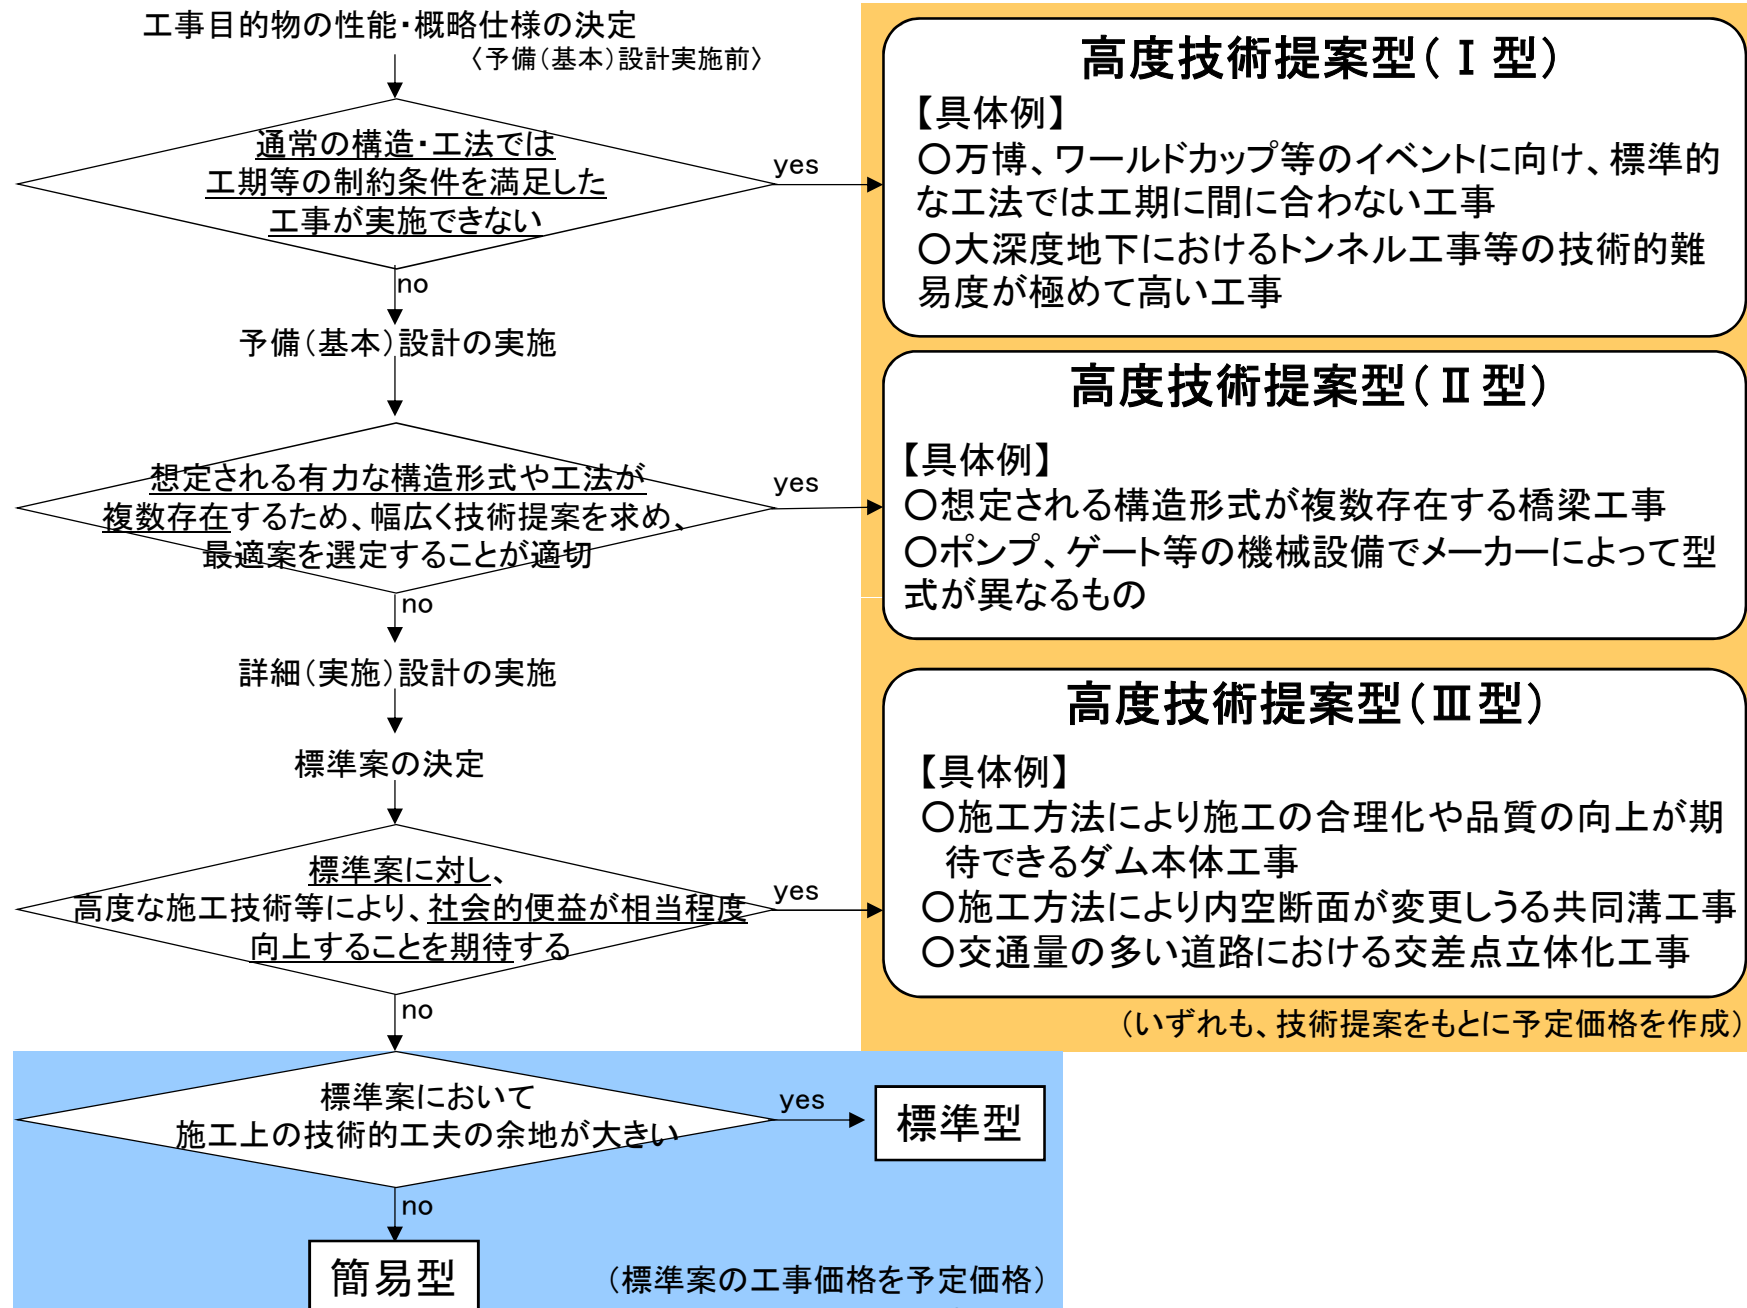 工事目的物の性能・概略仕様の決定
〈予備(基本)設計実施前〉
通常の構造・工法では
工期等の制約条件を満足した
工事が実施できない
yes
no
予備(基本)設計の実施
想定される有力な構造形式や工法が
複数存在するため、幅広く技術提案を求め、
最適案を選定することが適切
yes
no
詳細(実施)設計の実施
標準案の決定
標準案に対し、
高度な施工技術等により、社会的便益が相当程度
向上することを期待する
yes
no
標準案において
施工上の技術的工夫の余地が大きい
yes
標準型
no
簡易型
(標準案の工事価格を予定価格)
高度技術提案型(Ⅰ型)
【具体例】
○万博、ワールドカップ等のイベントに向け、標準的
な工法では工期に間に合わない工事
○大深度地下におけるトンネル工事等の技術的難
易度が極めて高い工事
高度技術提案型(Ⅱ型)
【具体例】
○想定される構造形式が複数存在する橋梁工事
○ポンプ、ゲート等の機械設備でメーカーによって型
式が異なるもの
高度技術提案型(Ⅲ型)
【具体例】
○施工方法により施工の合理化や品質の向上が期
待できるダム本体工事
○施工方法により内空断面が変更しうる共同溝工事
○交通量の多い道路における交差点立体化工事
(いずれも、技術提案をもとに予定価格を作成)